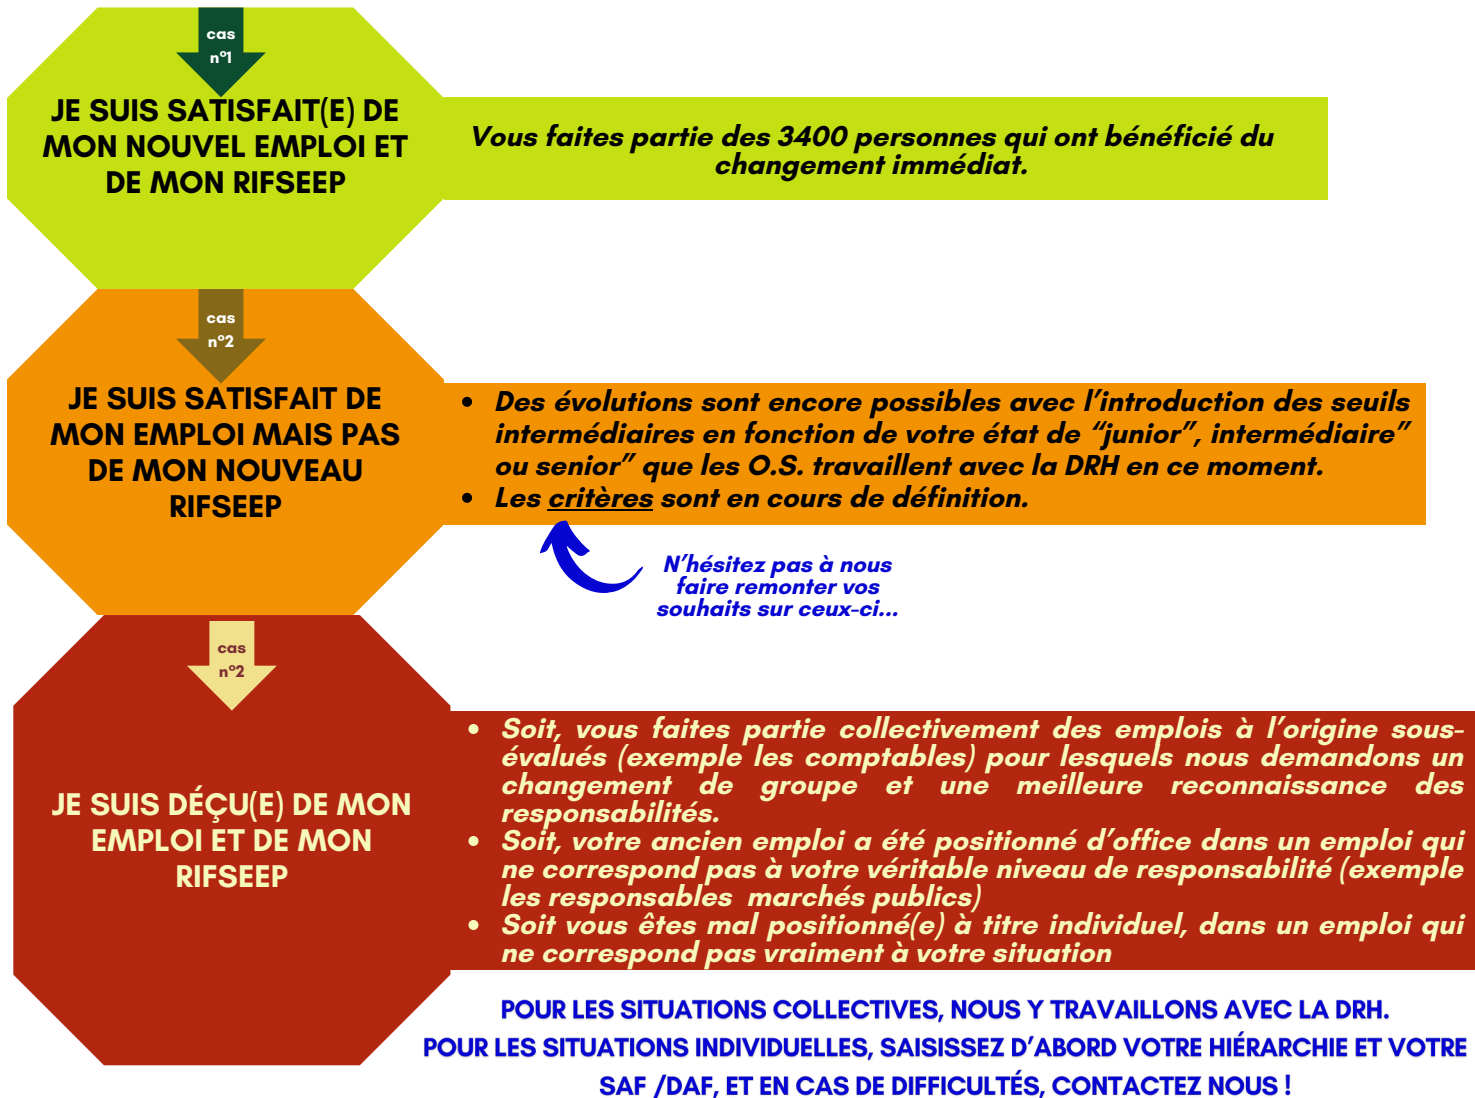 cas
n°1
JE SUIS SATISFAIT(E) DE
MON NOUVEL EMPLOI ET
DE MON RIFSEEP
Vous faites partie des 3400 personnes qui ont bénéficié du
changement immédiat.
cas
n°2
JE SUIS SATISFAIT DE
MON EMPLOI MAIS PAS
DE MON NOUVEAU
RIFSEEP
• Des évolutions sont encore possibles avec l’introduction des seuils
intermédiaires en fonction de votre état de “junior”, intermédiaire”
ou senior” que les O.S. travaillent avec la DRH en ce moment.
• Les critères sont en cours de définition.
N’hésitez pas à nous
faire remonter vos
souhaits sur ceux-ci...
cas
n°2
JE SUIS DÉÇU(E) DE MON
EMPLOI ET DE MON
RIFSEEP
• Soit, vous faites partie collectivement des emplois à l’origine sous-
évalués (exemple les comptables) pour lesquels nous demandons un
changement de groupe et une meilleure reconnaissance des
responsabilités.
• Soit, votre ancien emploi a été positionné d’office dans un emploi qui
ne correspond pas à votre véritable niveau de responsabilité (exemple
les responsables marchés publics)
• Soit vous êtes mal positionné(e) à titre individuel, dans un emploi qui
ne correspond pas vraiment à votre situation
POUR LES SITUATIONS COLLECTIVES, NOUS Y TRAVAILLONS AVEC LA DRH.
POUR LES SITUATIONS INDIVIDUELLES, SAISISSEZ D’ABORD VOTRE HIÉRARCHIE ET VOTRE
SAF /DAF, ET EN CAS DE DIFFICULTÉS, CONTACTEZ NOUS !